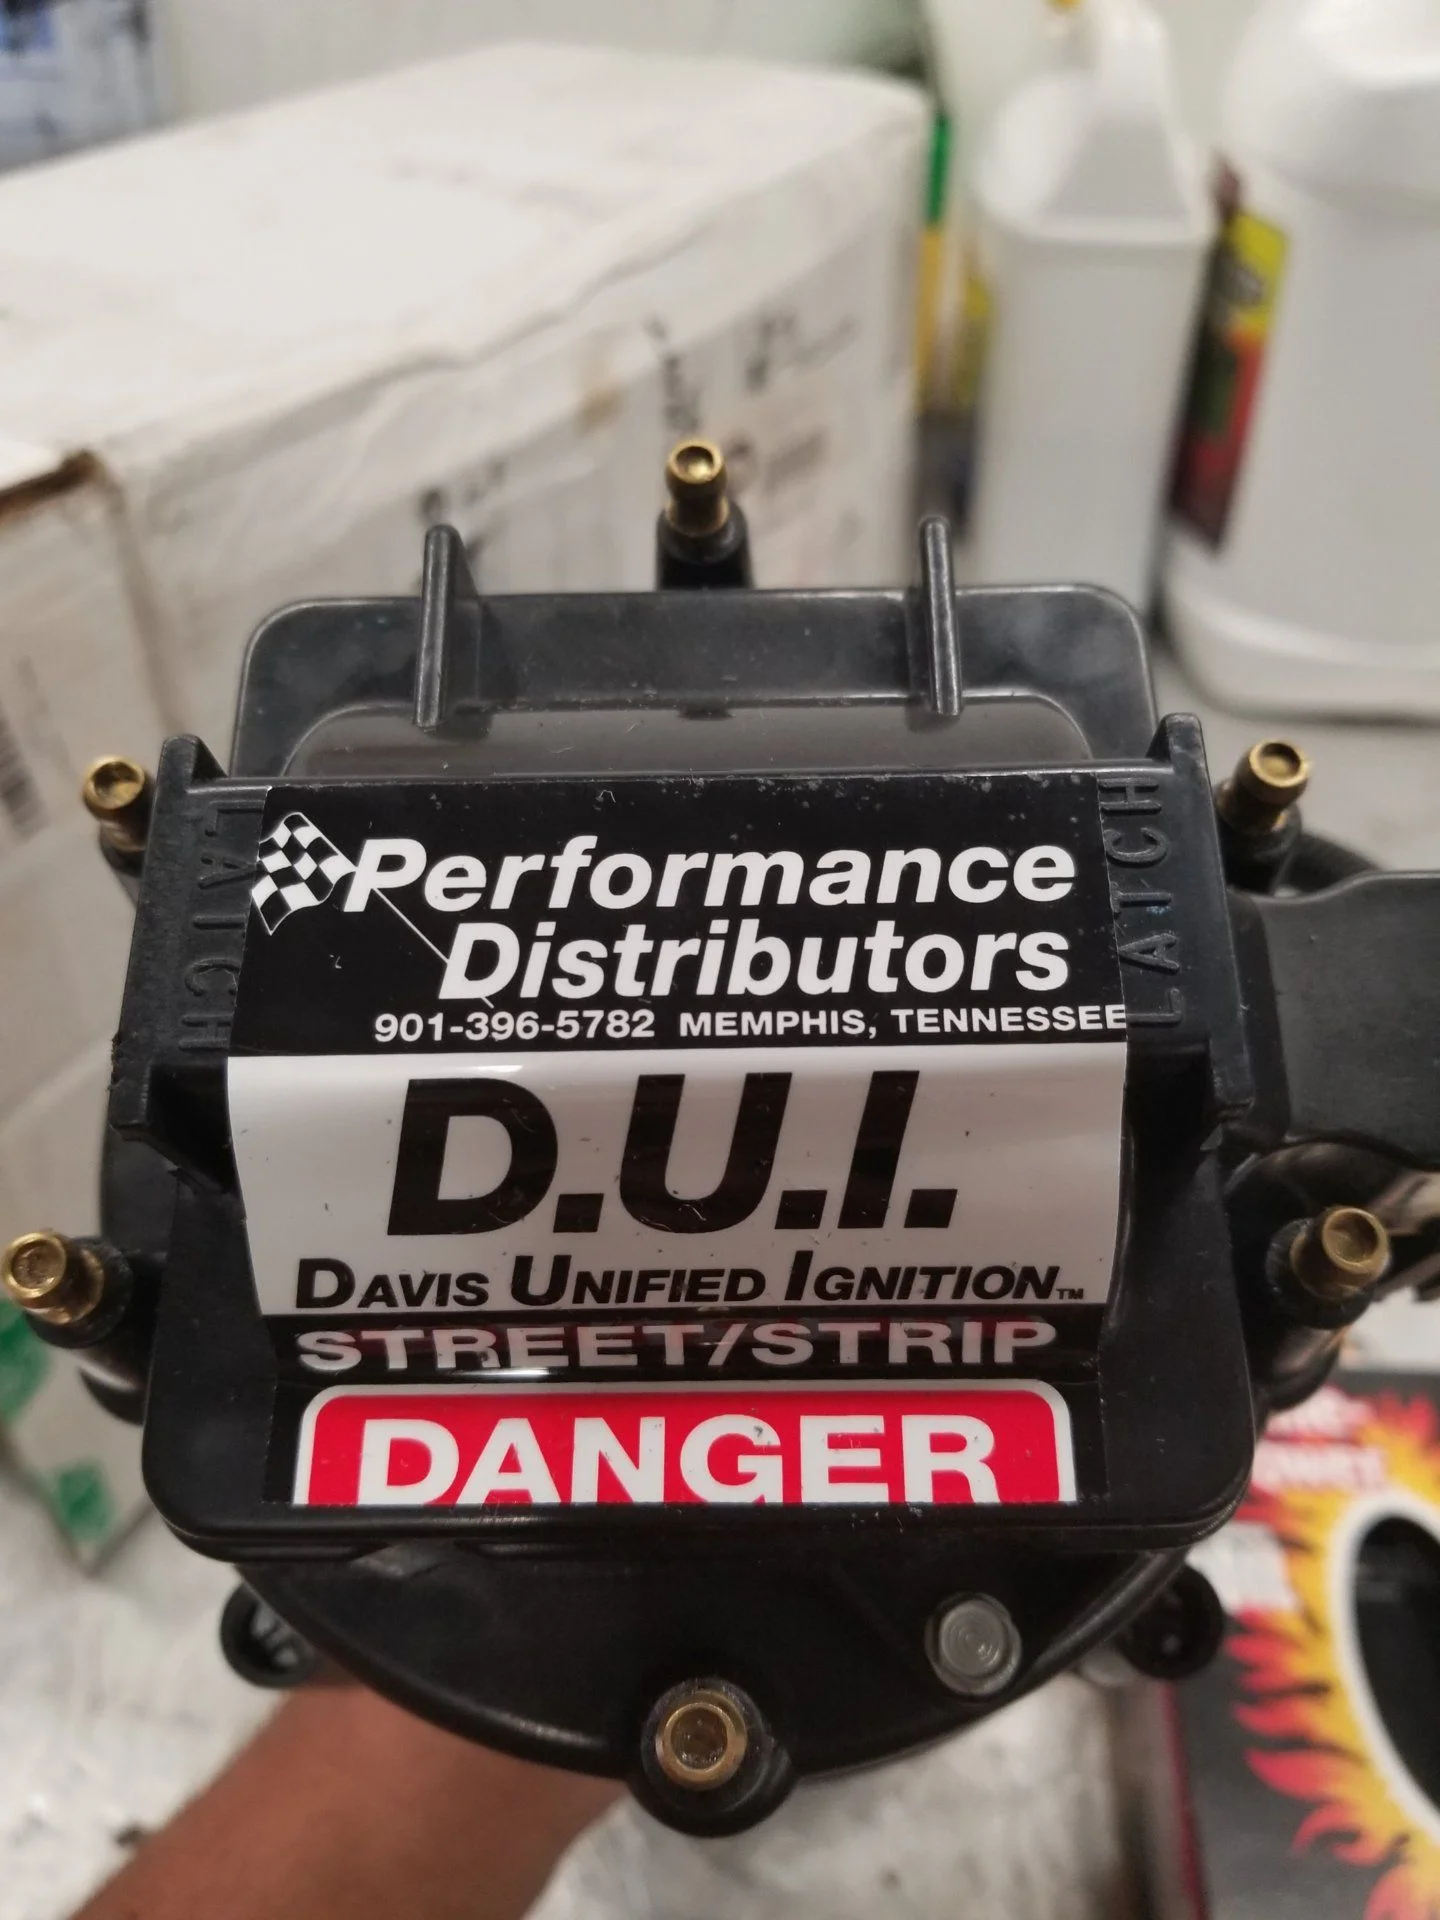 Performance
Distributors
901-396-5782 MEMPHIS, TENNESSEE
LATCH
LATCH
D.U.I.
DAVIS UNIFIED IGNITION™
STREET/STRIP
DANGER